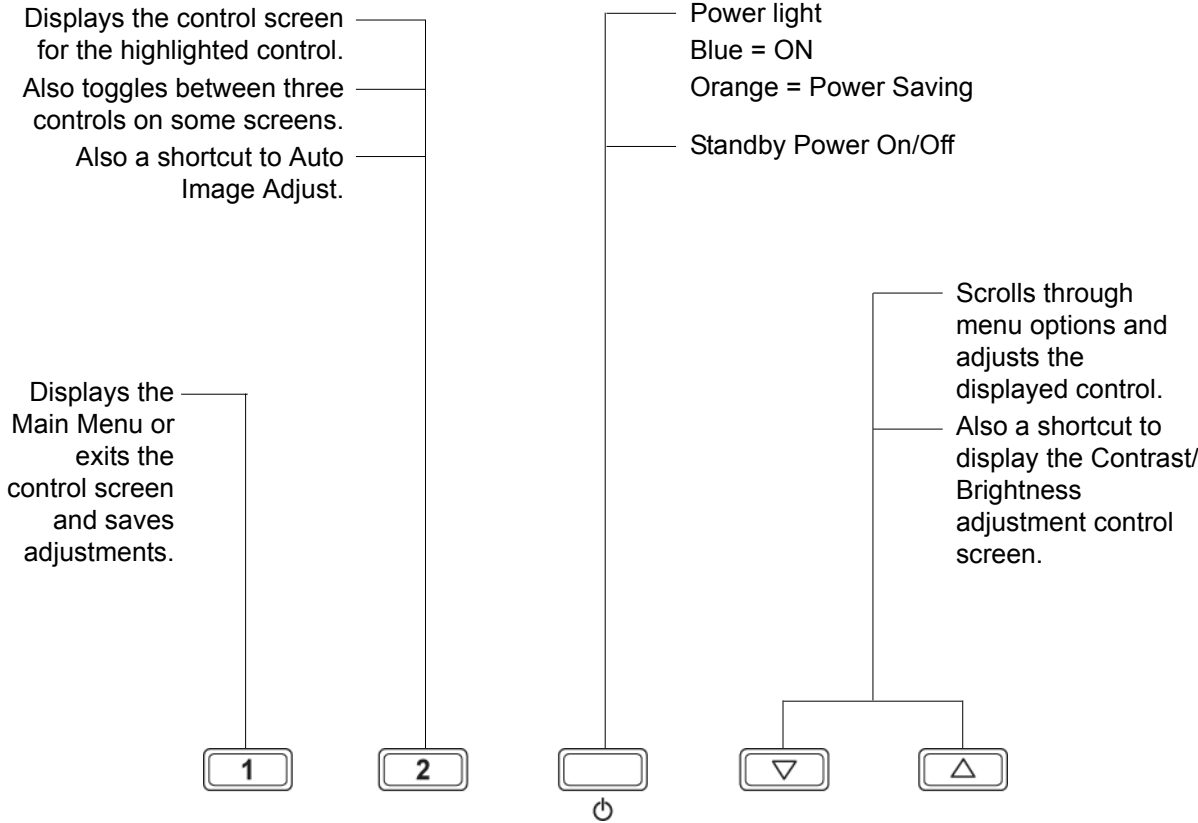 Displays the control screen
for the highlighted control.
Also toggles between three
controls on some screens.
Also a shortcut to Auto
Image Adjust.
Power light
Blue = ON
Orange = Power Saving
Standby Power On/Off
Scrolls through
menu options and
adjusts the
displayed control.
Also a shortcut to
display the Contrast/
Brightness
adjustment control
screen.
Displays the
Main Menu or
exits the
control screen
and saves
adjustments.
1
2